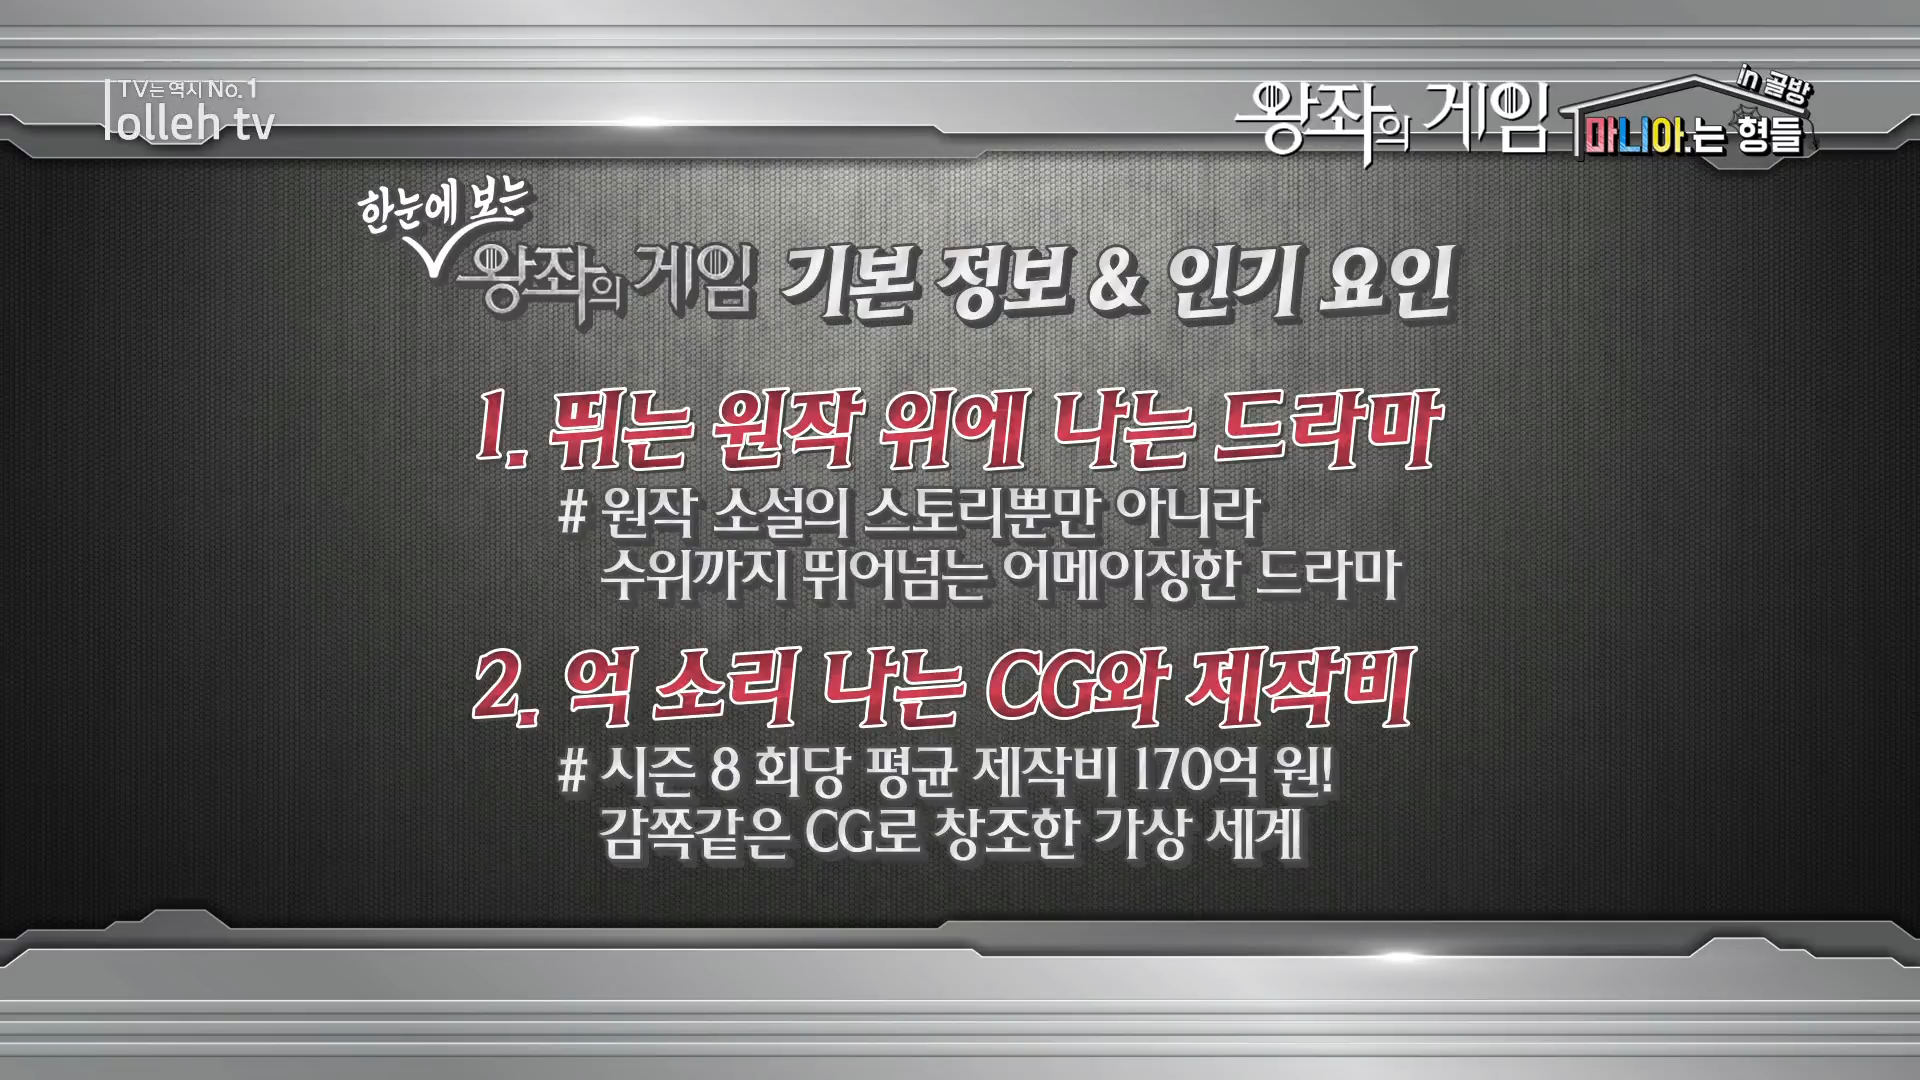 TV는 역시 No.1
olleh tv
왕좌의 게임
in 골방
마니아.는 형들
한눈에 보는
왕좌의 게임 기본 정보 & 인기 요인
1. 뛰는 원작 위에 나는 드라마
# 원작 소설의 스토리뿐만 아니라
수위까지 뛰어넘는 어메이징한 드라마
2. 억 소리 나는 CG와 제작비
# 시즌 8 회당 평균 제작비 170억 원!
감쪽같은 CG로 창조한 가상 세계